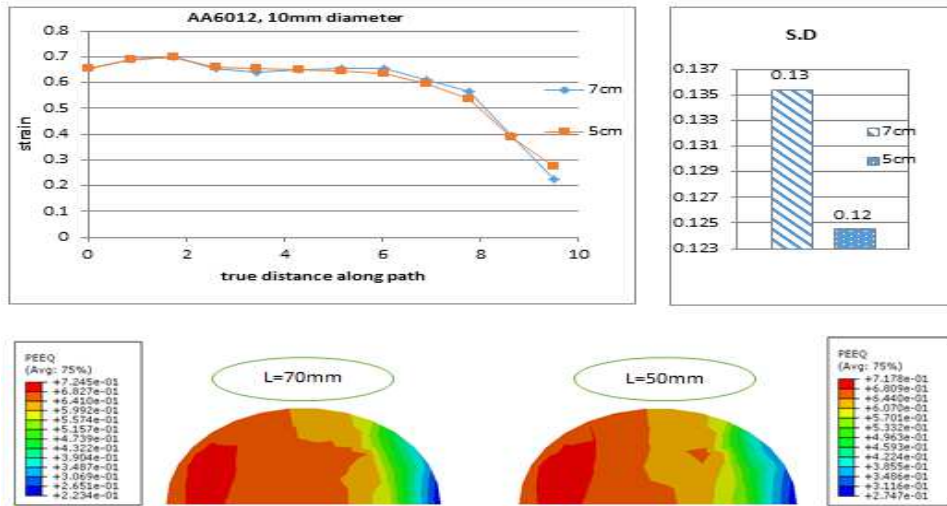 AA6012, 10mm diameter
0.8
0.7
0.6
0.5
0.4
0.3
0.2
0.1
0
strain
0 2 4 6 8 10
true distance along path
7cm
5cm
S.D
0.137
0.135
0.133
0.131
0.129
0.127
0.125
0.123
0.13
0.12
7cm
5cm
PEEQ
(Avg: 75%)
+7.245e-01
+6.827e-01
+6.410e-01
+5.992e-01
+5.574e-01
+5.157e-01
+4.739e-01
+4.322e-01
+3.904e-01
+3.487e-01
+3.069e-01
+2.651e-01
+2.234e-01
L=70mm
L=50mm
PEEQ
(Avg: 75%)
+7.178e-01
+6.809e-01
+6.440e-01
+6.070e-01
+5.701e-01
+5.332e-01
+4.963e-01
+4.593e-01
+4.224e-01
+3.855e-01
+3.486e-01
+3.116e-01
+2.747e-01